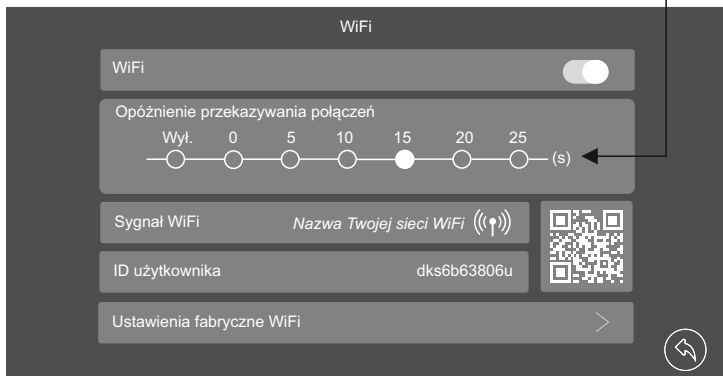 WiFi
WiFi
Opóźnienie przekazywania połączeń
Wył. 0 5 10 15 20 25
(s)
Sygnał WiFi Nazwa Twojej sieci WiFi
ID użytkownika dks6b63806u
Ustawienia fabryczne WiFi